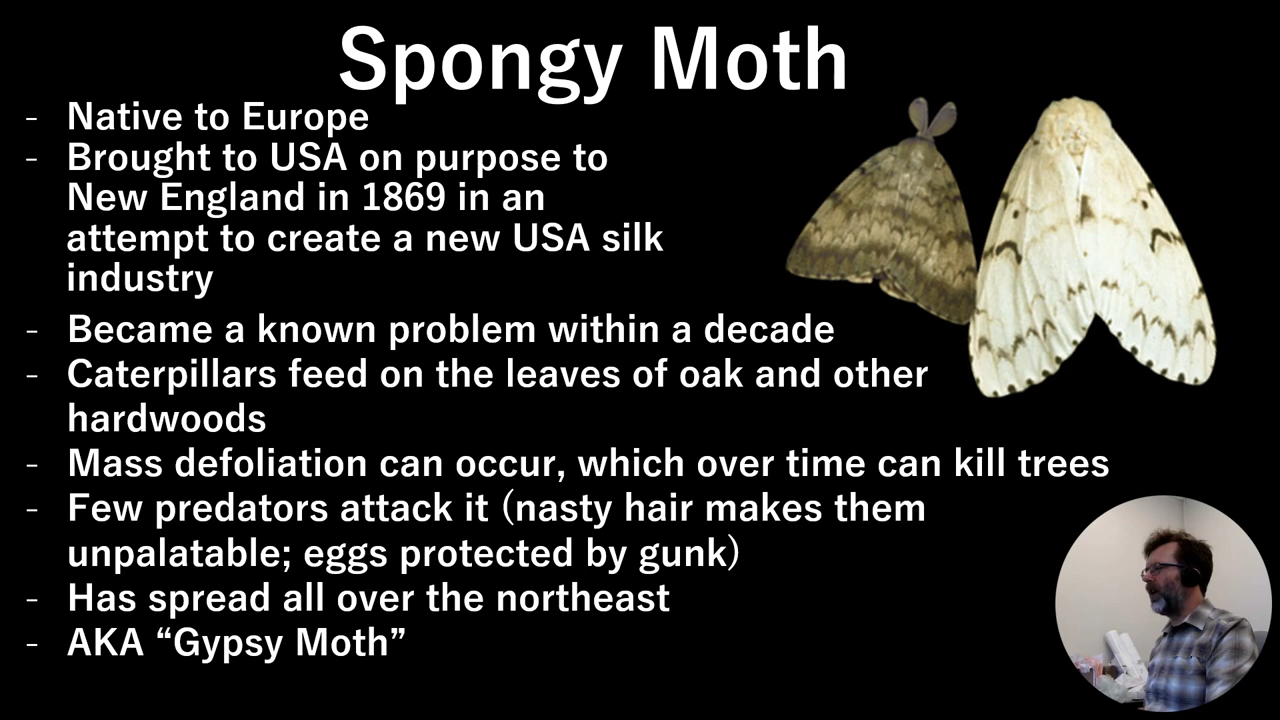 Spongy Moth
- Native to Europe
- Brought to USA on purpose to
New England in 1869 in an
attempt to create a new USA silk
industry
- Became a known problem within a decade
- Caterpillars feed on the leaves of oak and other
hardwoods
- Mass defoliation can occur, which over time can kill trees
- Few predators attack it (nasty hair makes them
unpalatable; eggs protected by gunk)
- Has spread all over the northeast
- AKA “Gypsy Moth”